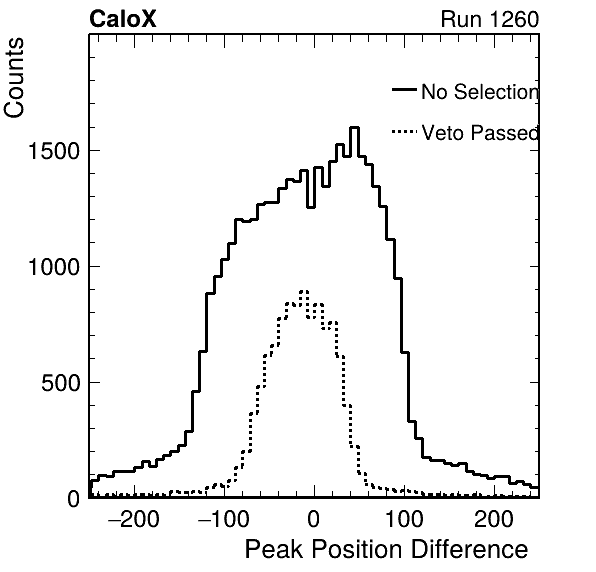 CaloX Run 1260
Counts
No Selection
Veto Passed
1500
1000
500
0
−200 −100 0 100 200
Peak Position Difference